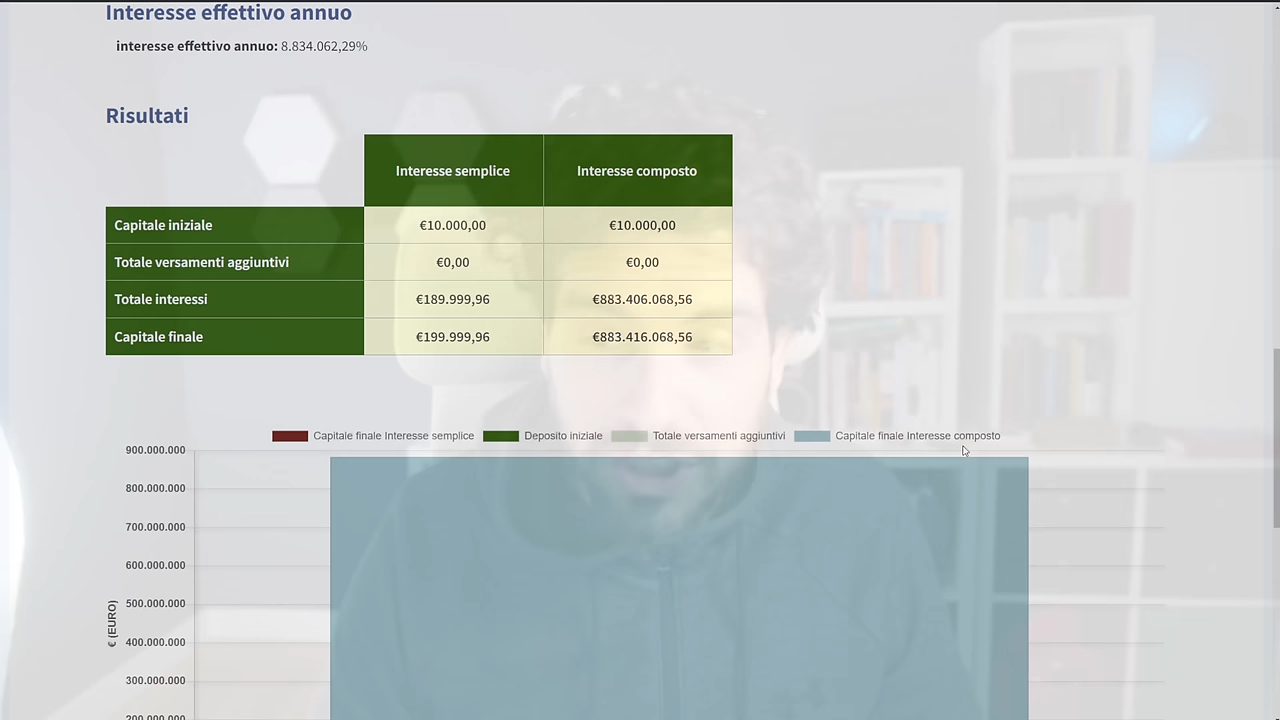 Interesse effettivo annuo
interesse effettivo annuo: 8.834.062,29%
Risultati
Interesse semplice Interesse composto
Capitale iniziale €10.000,00 €10.000,00
Totale versamenti aggiuntivi €0,00 €0,00
Totale interessi €189.999,96 €883.406.068,56
Capitale finale €199.999,96 €883.416.068,56
Capitale finale Interesse semplice Deposito iniziale Totale versamenti aggiuntivi Capitale finale Interesse composto
900.000.000
800.000.000
700.000.000
600.000.000
500.000.000
400.000.000
300.000.000
200.000.000
€ (EURO)